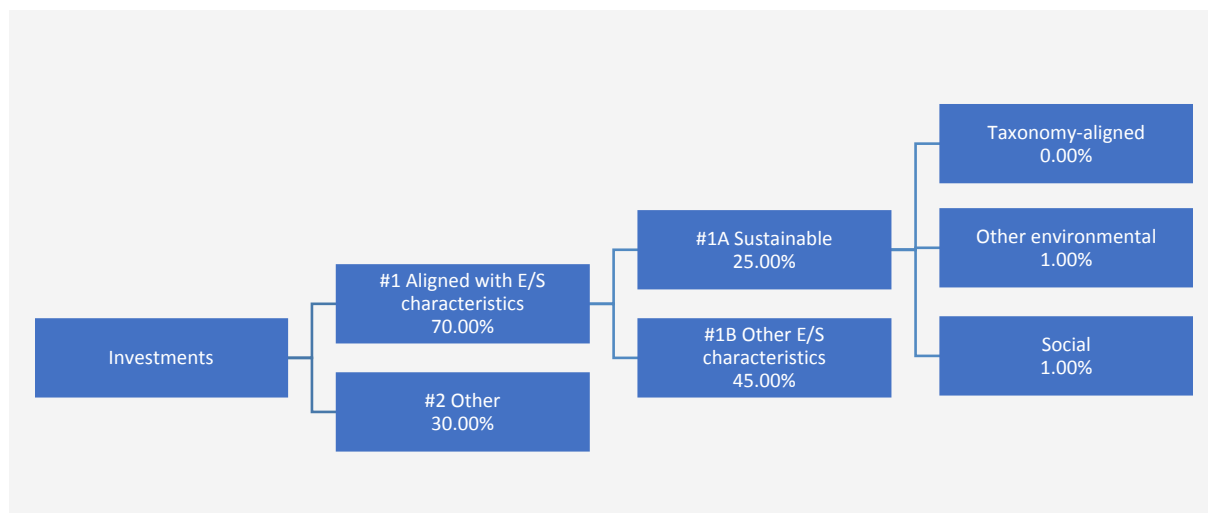 Investments
#1 Aligned with E/S
characteristics
70.00%
#2 Other
30.00%
#1A Sustainable
25.00%
#1B Other E/S
characteristics
45.00%
Taxonomy-aligned
0.00%
Other environmental
1.00%
Social
1.00%